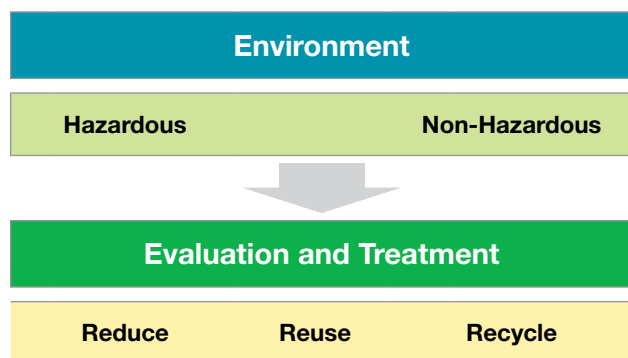 Environment
Hazardous Non-Hazardous
Evaluation and Treatment
Reduce Reuse Recycle